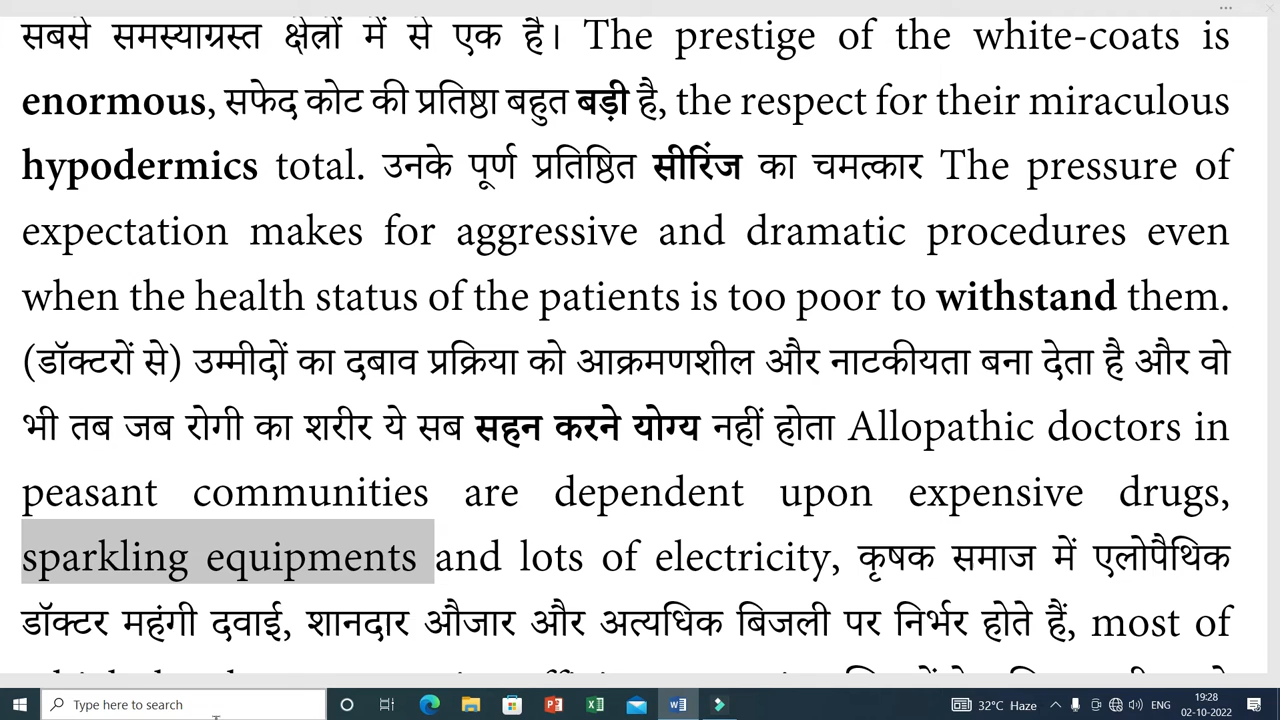 सबसे समस्याग्रस्त क्षेत्रों में से एक है। The prestige of the white-coats is
enormous, सफेद कोट की प्रतिष्ठा बहुत बड़ी है, the respect for their miraculous
hypodermics total. उनके पूर्ण प्रतिष्ठित सीरिंज का चमत्कार The pressure of
expectation makes for aggressive and dramatic procedures even
when the health status of the patients is too poor to withstand them.
(डॉक्टरों से) उम्मीदों का दबाव प्रक्रिया को आक्रमणशील और नाटकीयता बना देता है और वो
भी तब जब रोगी का शरीर ये सब सहन करने योग्य नहीं होता Allopathic doctors in
peasant communities are dependent upon expensive drugs,
sparkling equipments and lots of electricity, कृषक समाज में एलोपैथिक
डॉक्टर महंगी दवाई, शानदार औजार और अत्यधिक बिजली पर निर्भर होते हैं, most of
Type here to search
32°C Haze
ENG
19:28
02-10-2022